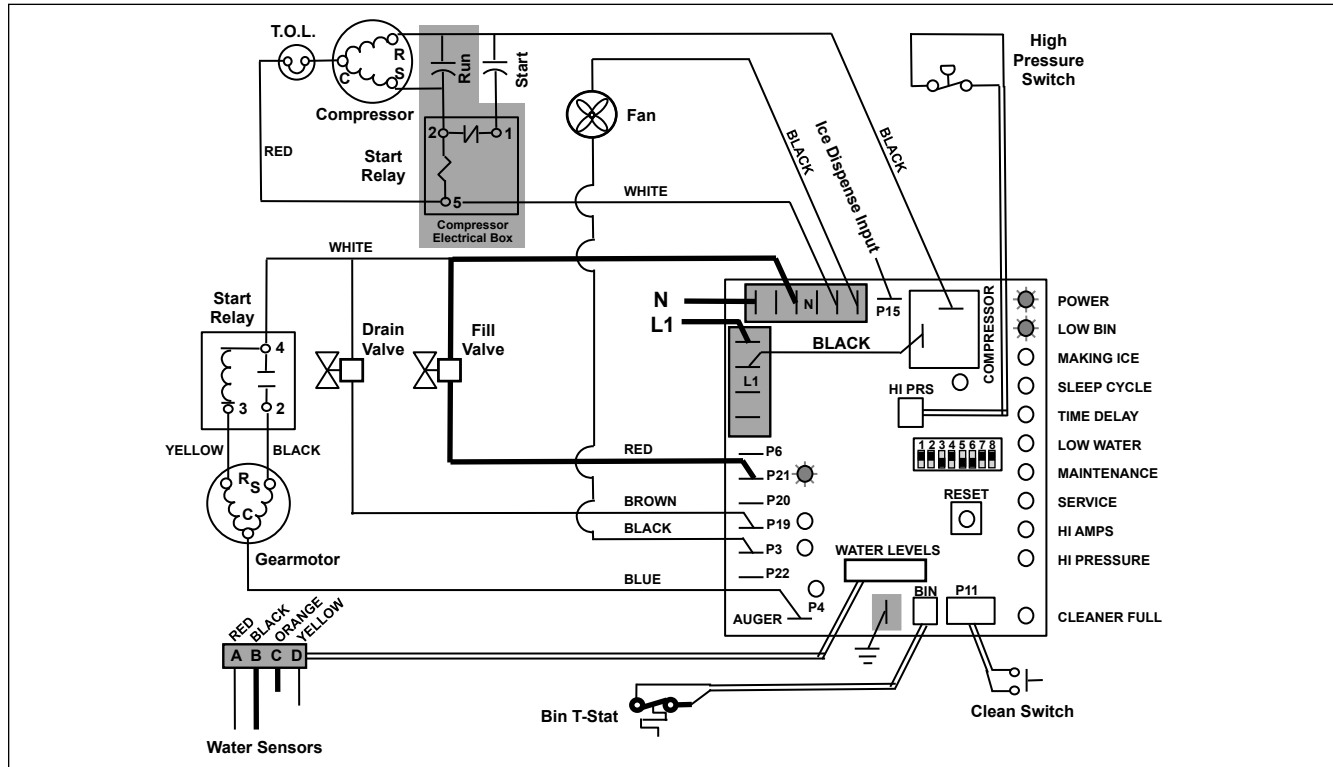 T.O.L.
R
S
C
Run
Start
Compressor
2
1
RED
Start
Relay
5
Compressor
Electrical Box
WHITE
Fan
BLACK
Ice Dispense Input
BLACK
High
Pressure
Switch
WHITE
Start
Relay
4
3
2
YELLOW
BLACK
R
S
C
Gearmotor
Drain
Valve
Fill
Valve
N
L1
N
P15
BLACK
L1
COMPRESSOR
HI PRS
POWER
LOW BIN
MAKING ICE
SLEEP CYCLE
TIME DELAY
LOW WATER
MAINTENANCE
SERVICE
HI AMPS
HI PRESSURE
CLEANER FULL
1 2 3 4 5 6 7 8
RESET
P6
RED
P21
P20
BROWN
P19
BLACK
P3
P22
BLUE
P4
AUGER
WATER LEVELS
BIN
P11
RED
BLACK
ORANGE
YELLOW
A B C D
Water Sensors
Bin T-Stat
Clean Switch